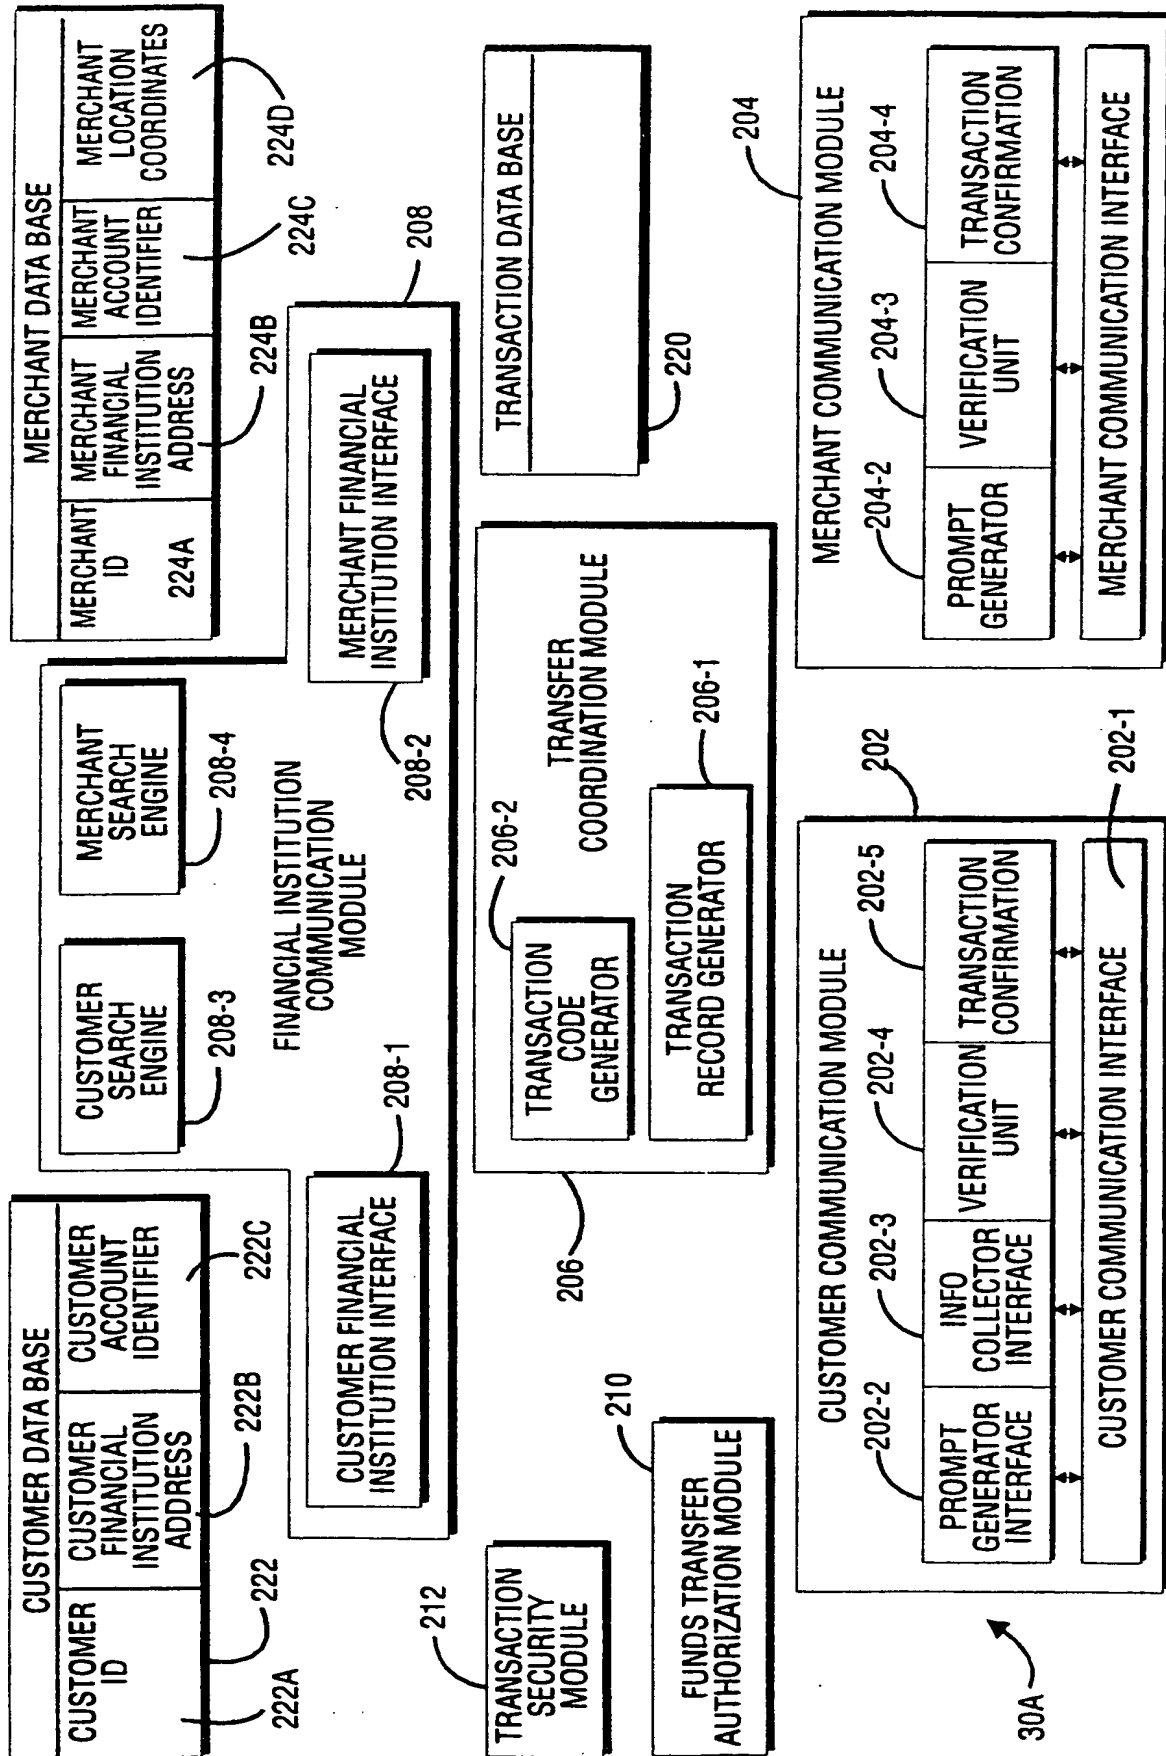 CUSTOMER DATA BASE
CUSTOMER
ID
CUSTOMER
FINANCIAL
INSTITUTION
ADDRESS
CUSTOMER
ACCOUNT
IDENTIFIER
222A
222
222B
222C
MERCHANT DATA BASE
MERCHANT
ID
224A
MERCHANT
FINANCIAL
INSTITUTION
ADDRESS
MERCHANT
ACCOUNT
IDENTIFIER
MERCHANT
LOCATION
COORDINATES
224B
224C
224D
CUSTOMER
SEARCH
ENGINE
208-3
MERCHANT
SEARCH
ENGINE
208-4
FINANCIAL INSTITUTION
COMMUNICATION
MODULE
208
CUSTOMER FINANCIAL
INSTITUTION INTERFACE
208-1
MERCHANT FINANCIAL
INSTITUTION INTERFACE
208-2
212
TRANSACTION
SECURITY
MODULE
210
FUNDS TRANSFER
AUTHORIZATION MODULE
206
TRANSACTION
CODE
GENERATOR
206-2
TRANSFER
COORDINATION MODULE
TRANSACTION
RECORD GENERATOR
206-1
TRANSACTION DATA BASE
220
CUSTOMER COMMUNICATION MODULE
202
202-2
202-3
202-4
202-5
PROMPT
GENERATOR
INTERFACE
INFO
COLLECTOR
INTERFACE
VERIFICATION
UNIT
TRANSACTION
CONFIRMATION
CUSTOMER COMMUNICATION INTERFACE
202-1
MERCHANT COMMUNICATION MODULE
204
204-2
204-3
204-4
PROMPT
GENERATOR
VERIFICATION
UNIT
TRANSACTION
CONFIRMATION
MERCHANT COMMUNICATION INTERFACE
30A